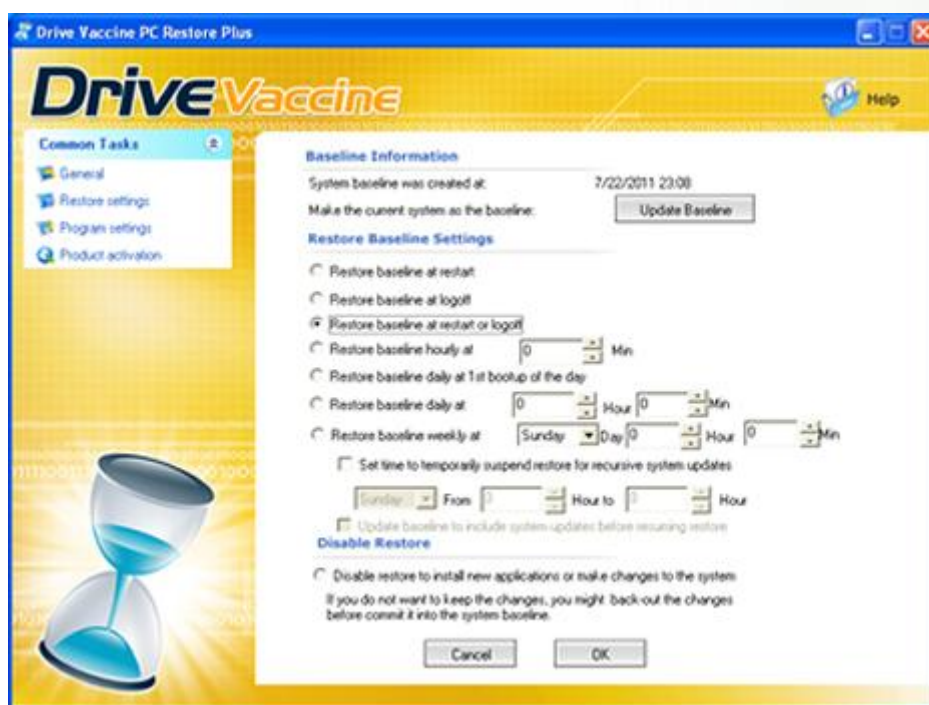 Drive Vaccine PC Restore Plus
Drive Vaccine
Help
Common Tasks
General
Restore settings
Program settings
Product activation
Baseline Information
System baseline was created at: 7/22/2011 23:08
Make the current system as the baseline: Update Baseline
Restore Baseline Settings
Restore baseline at restart
Restore baseline at logoff
Restore baseline at restart or logoff
Restore baseline hourly at 0 Min
Restore baseline daily at 1st bootup of the day
Restore baseline daily at 0 Hour 0 Min
Restore baseline weekly at Sunday Day 0 Hour 0 Min
Set time to temporarily suspend restore for recursive system updates
Sunday From 0 Hour to 0 Hour
Update baseline to include system updates before resuming restore
Disable Restore
Disable restore to install new applications or make changes to the system
If you do not want to keep the changes, you might back-out the changes
before commit it into the system baseline.
Cancel OK